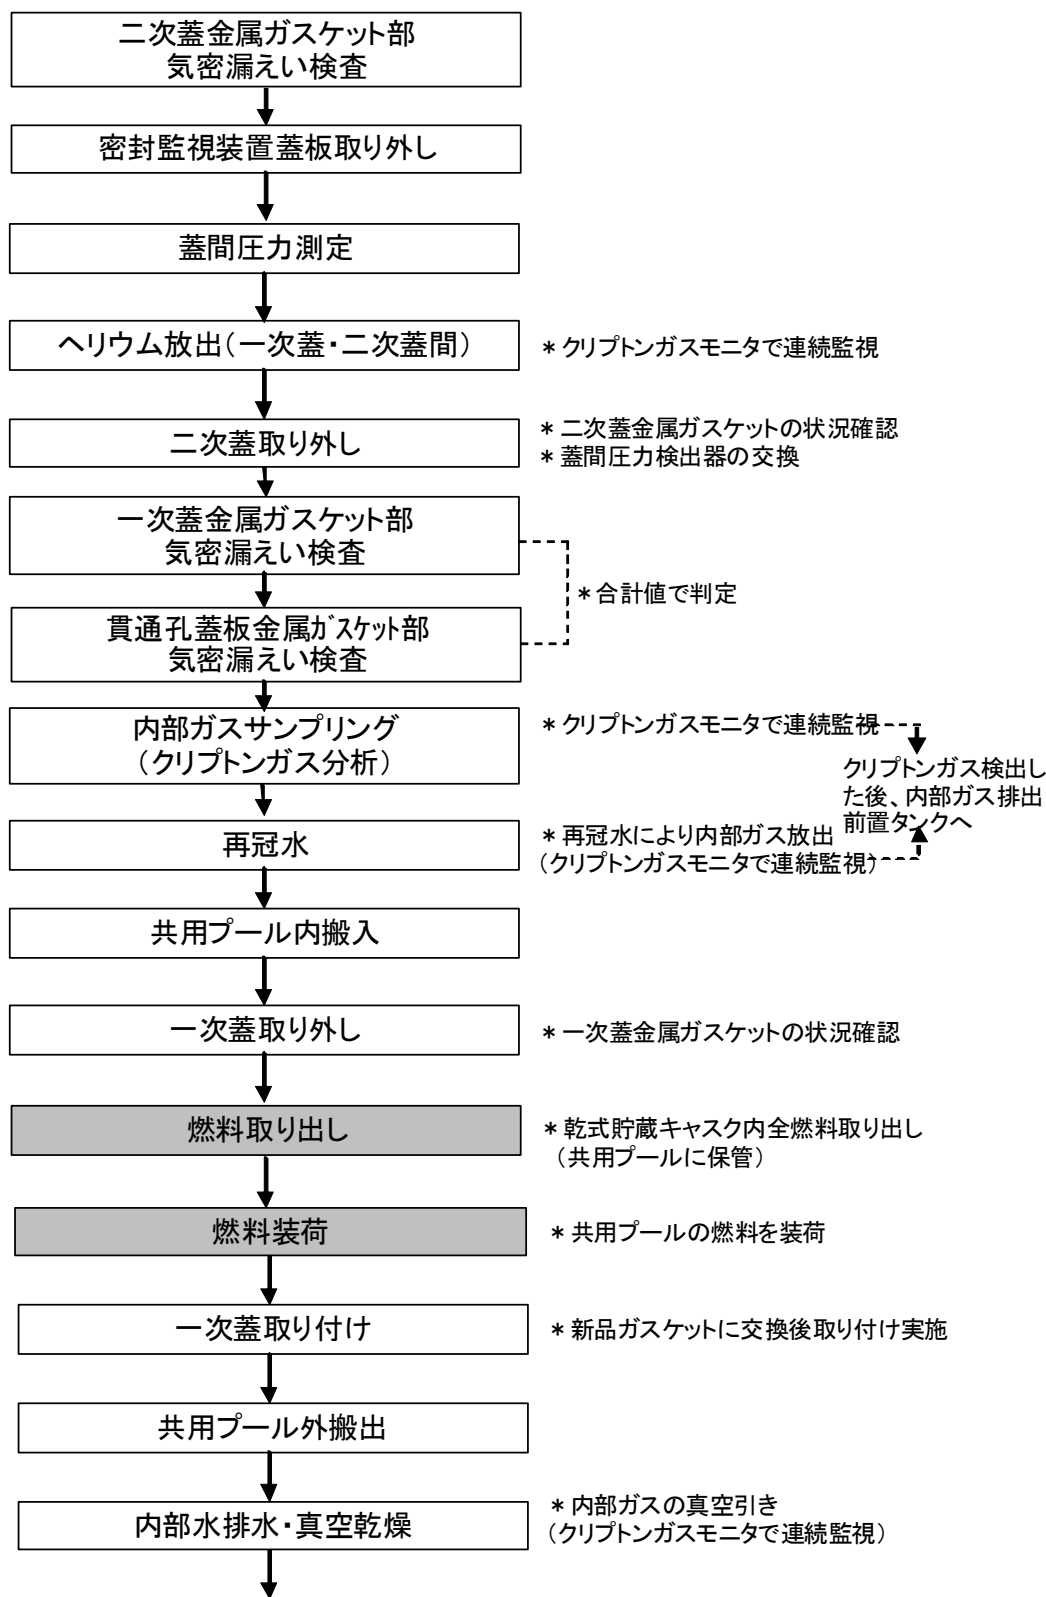 二次蓋金属ガスケット部
気密漏えい検査
密封監視装置蓋板取り外し
蓋間圧力測定
ヘリウム放出（一次蓋・二次蓋間）
＊クリプトンガスモニタで連続監視
二次蓋取り外し
＊二次蓋金属ガスケットの状況確認
＊蓋間圧力検出器の交換
一次蓋金属ガスケット部
気密漏えい検査
＊合計値で判定
貫通孔蓋板金属ｶﾞｽｹｯﾄ部
気密漏えい検査
内部ガスサンプリング
（クリプトンガス分析）
＊クリプトンガスモニタで連続監視
クリプトンガス検出し
た後、内部ガス排出
前置タンクへ
再冠水
＊再冠水により内部ガス放出
（クリプトンガスモニタで連続監視）
共用プール内搬入
一次蓋取り外し
＊一次蓋金属ガスケットの状況確認
燃料取り出し
＊乾式貯蔵キャスク内全燃料取り出し
（共用プールに保管）
燃料装荷
＊共用プールの燃料を装荷
一次蓋取り付け
＊新品ガスケットに交換後取り付け実施
共用プール外搬出
内部水排水・真空乾燥
＊内部ガスの真空引き
（クリプトンガスモニタで連続監視）